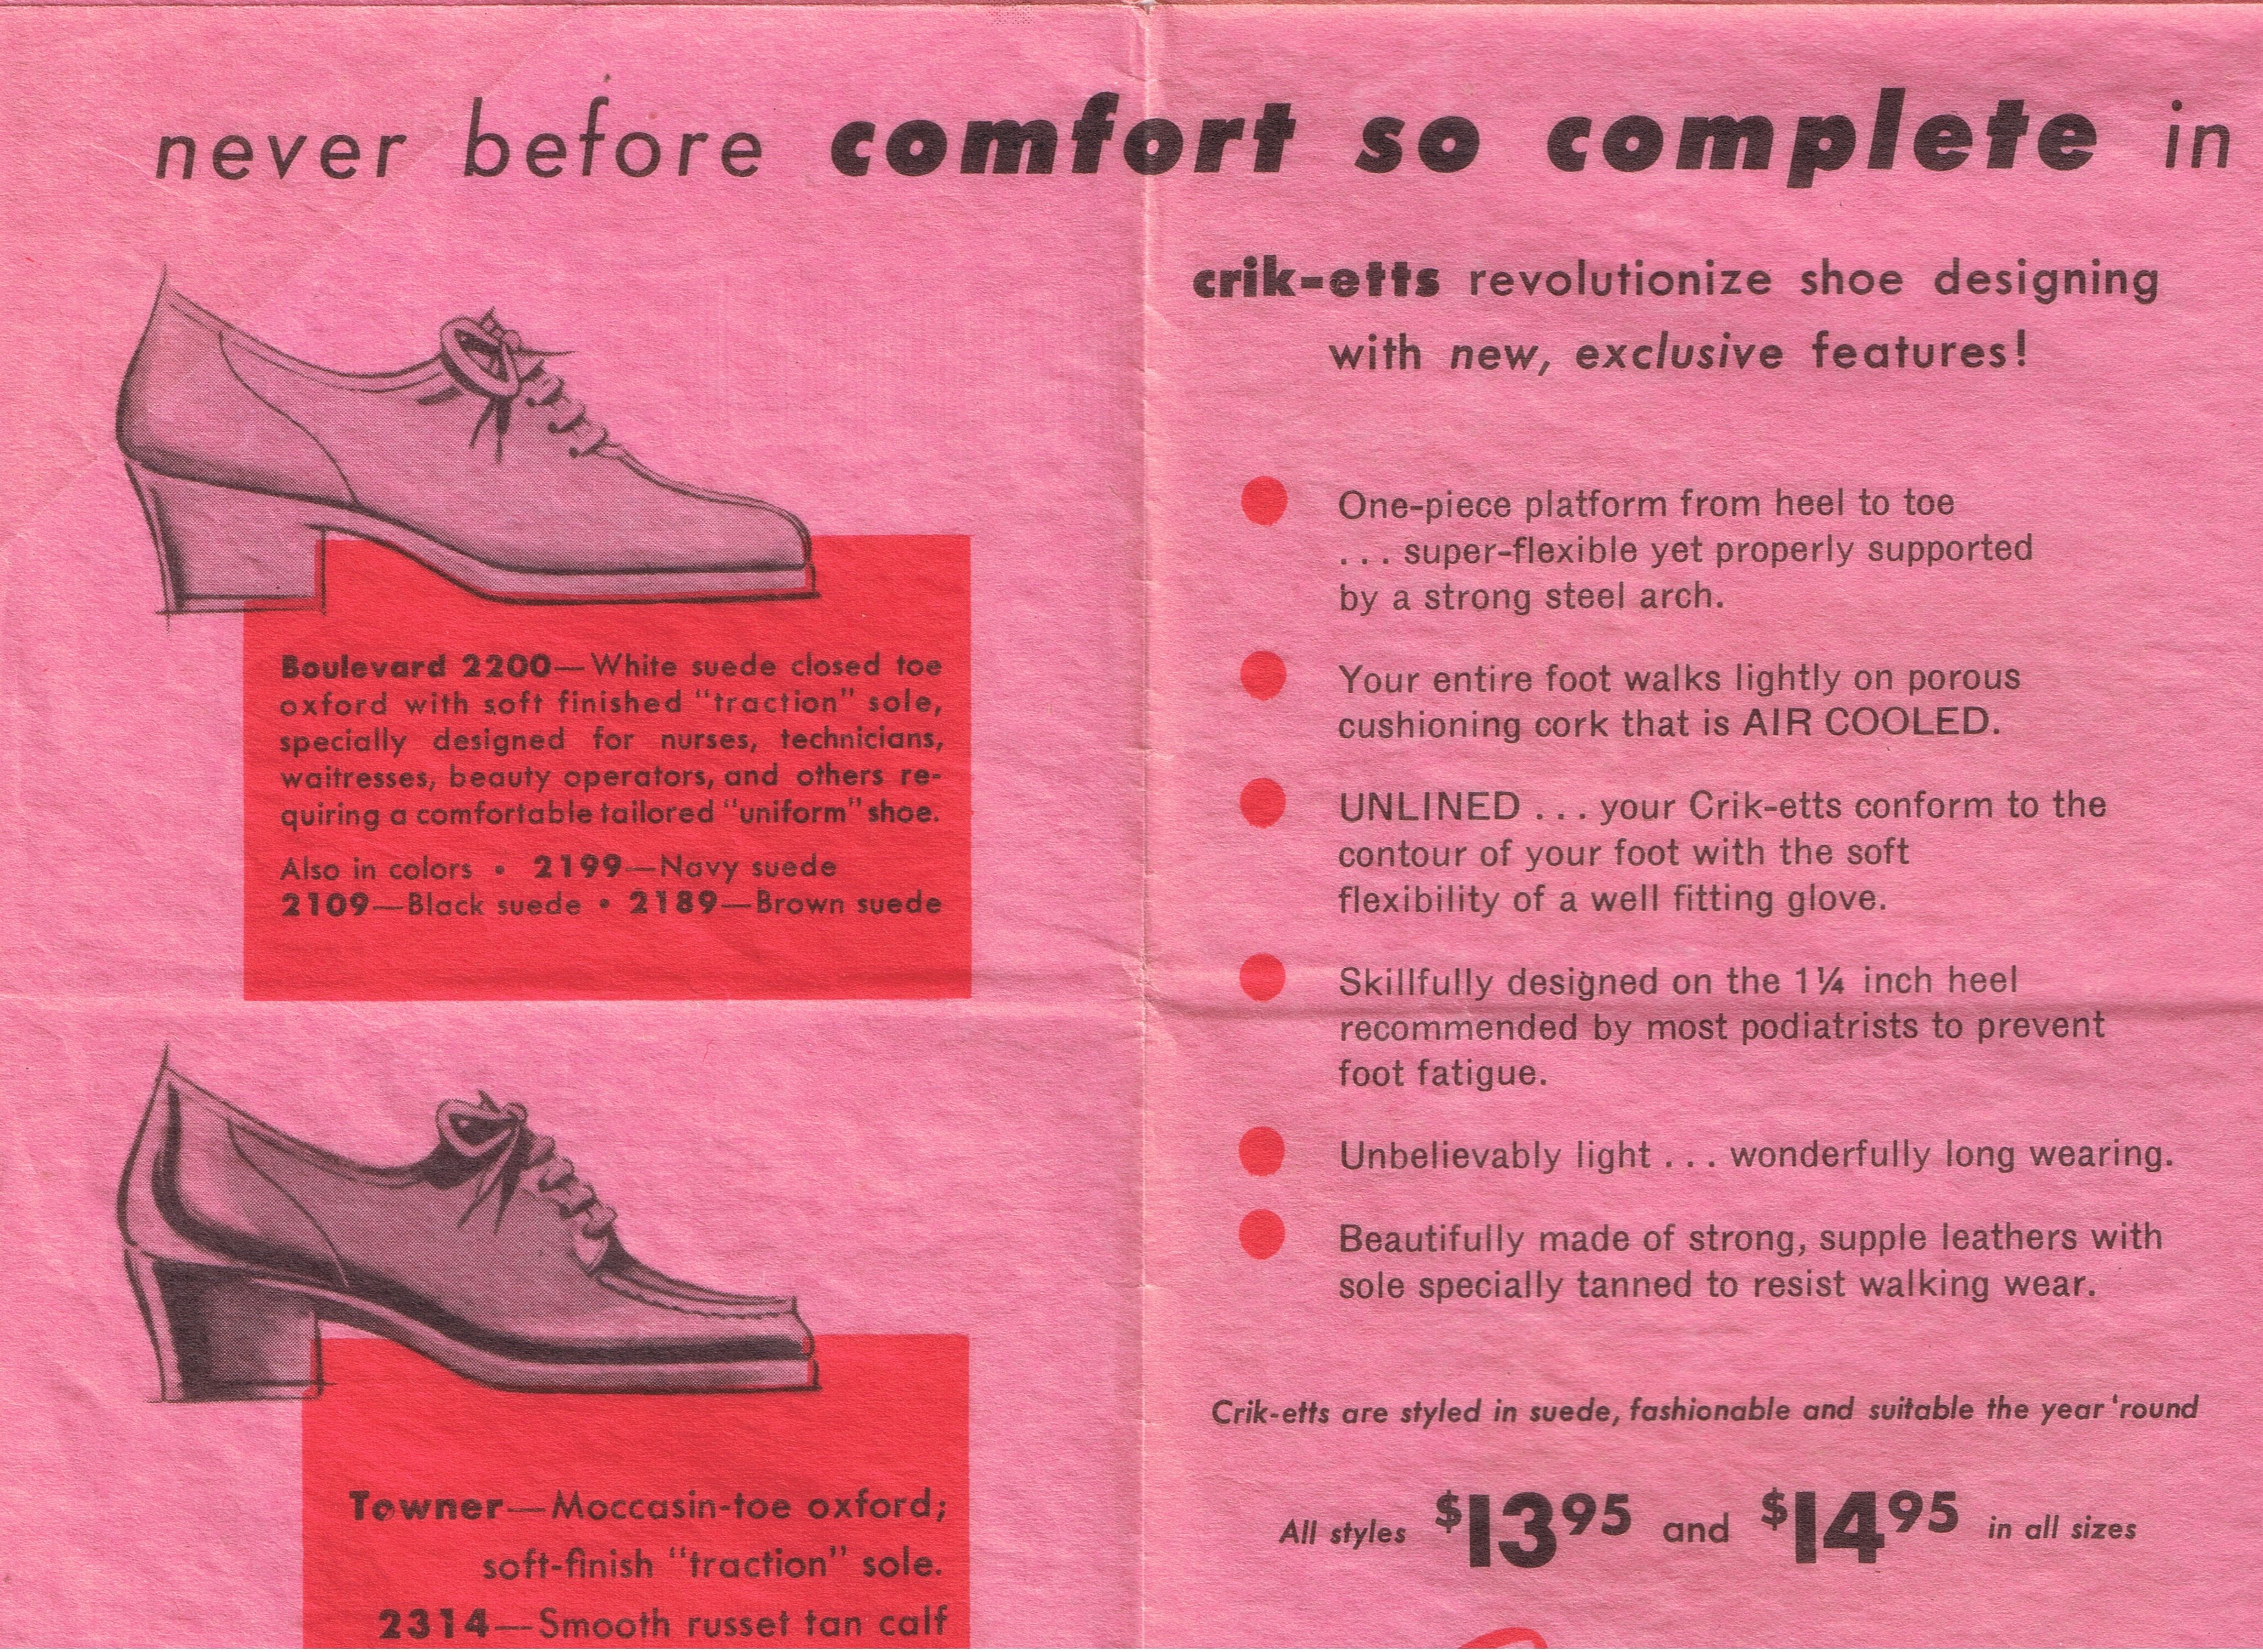 never before comfort so complete in
Boulevard 2200—White suede closed toe
oxford with soft finished "traction" sole,
specially designed for nurses, technicians,
waitresses, beauty operators, and others re-
quiring a comfortable tailored "uniform" shoe.
Also in colors • 2199—Navy suede
2109—Black suede • 2189—Brown suede
Towner—Moccasin-toe oxford;
soft-finish "traction" sole.
2314—Smooth russet tan calf
crik-etts revolutionize shoe designing
with new, exclusive features!
One-piece platform from heel to toe
. . . super-flexible yet properly supported
by a strong steel arch.
Your entire foot walks lightly on porous
cushioning cork that is AIR COOLED.
UNLINED . . . your Crik-etts conform to the
contour of your foot with the soft
flexibility of a well fitting glove.
Skillfully designed on the 1¼ inch heel
recommended by most podiatrists to prevent
foot fatigue.
Unbelievably light . . . wonderfully long wearing.
Beautifully made of strong, supple leathers with
sole specially tanned to resist walking wear.
Crik-etts are styled in suede, fashionable and suitable the year 'round
All styles $13 95 and $14 95 in all sizes